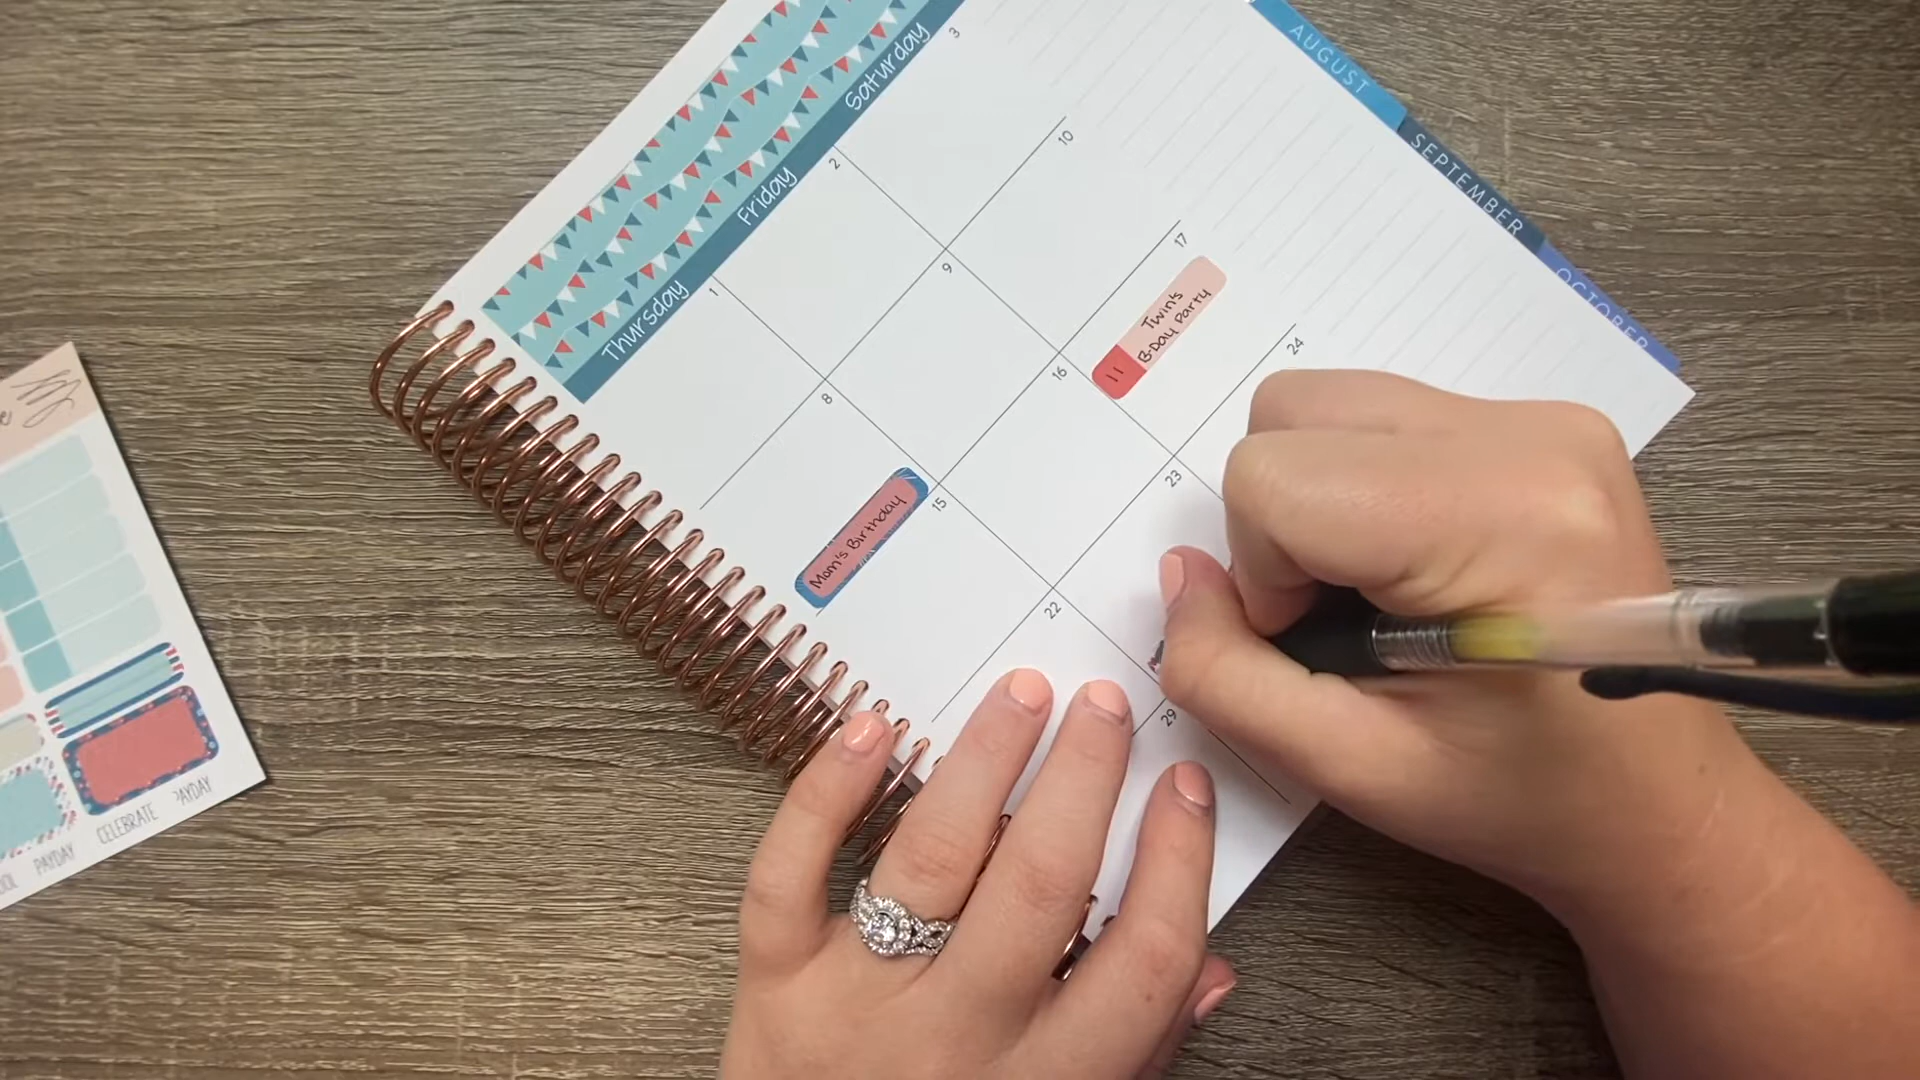 Thursday
Friday
Saturday
1
2
3
8
9
10
15
16
17
22
23
24
29
Mom's Birthday
11
Twin's
B-Day Party
AUGUST
SEPTEMBER
OCTOBER
PAYDAY
CELEBRATE